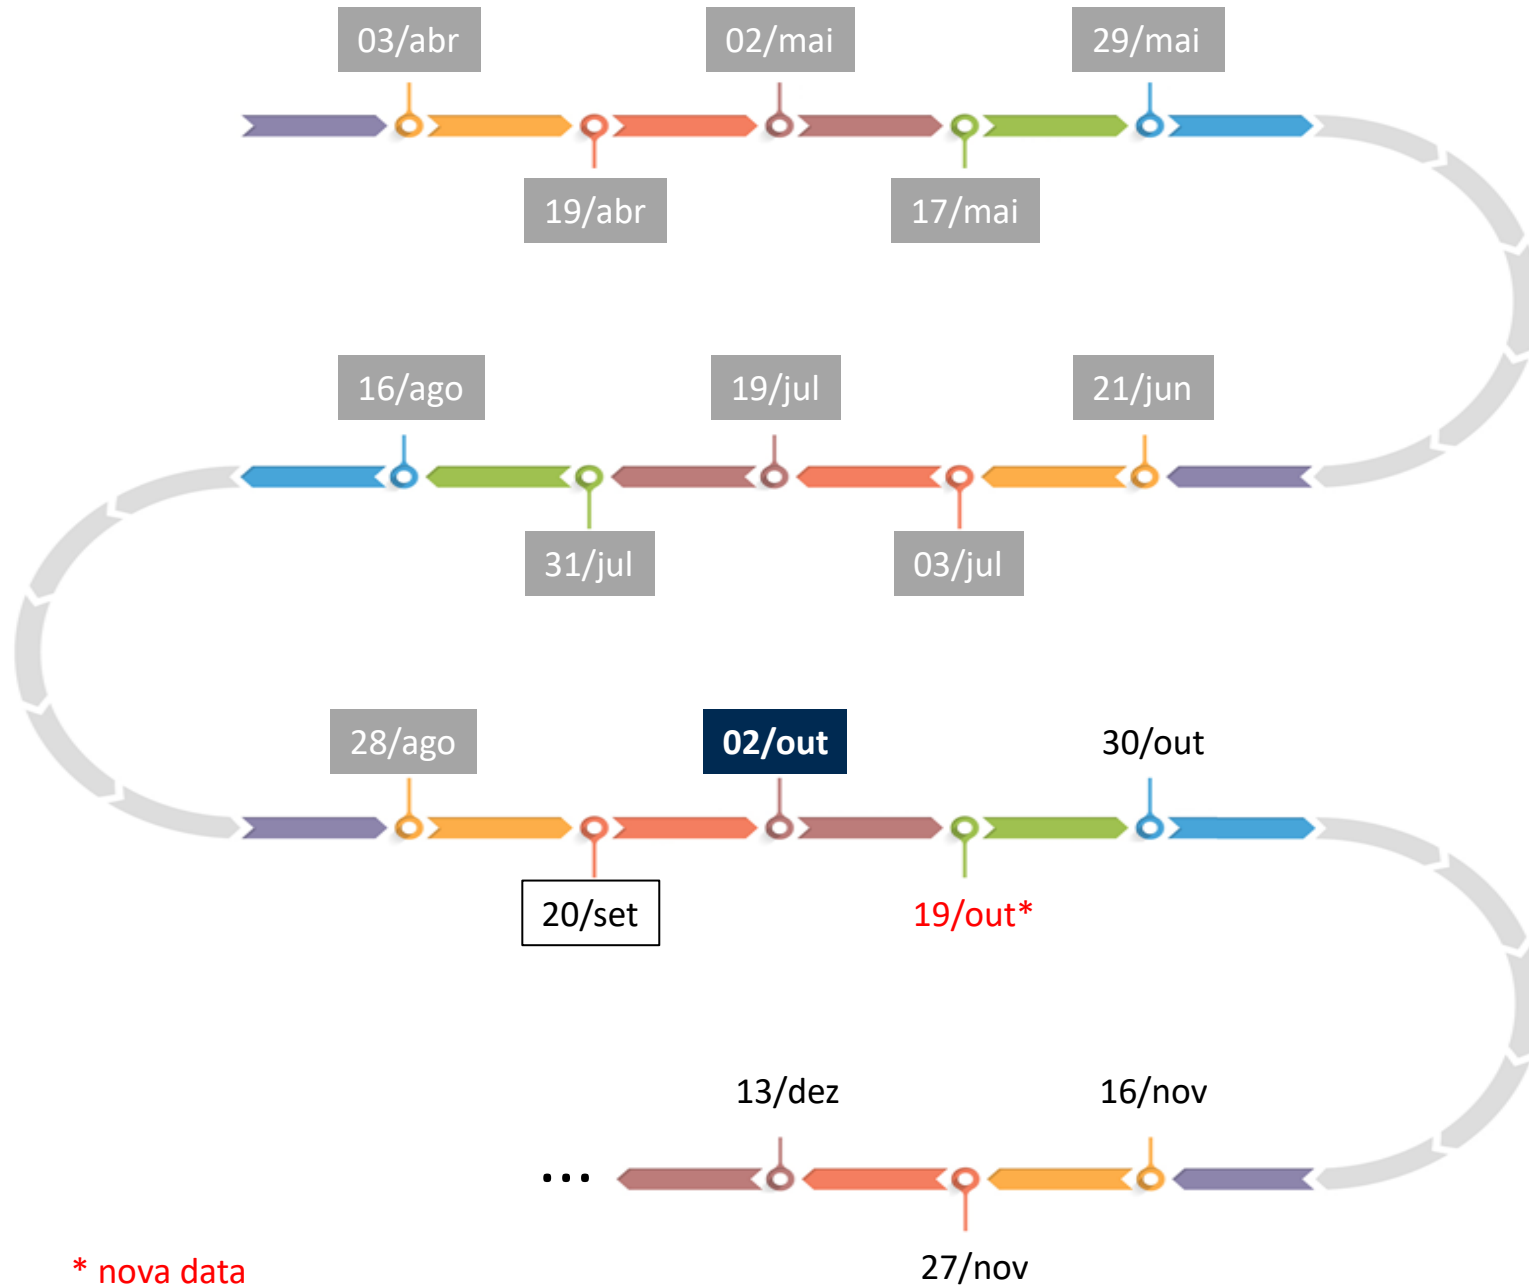 03/abr
02/mai
29/mai
19/abr
17/mai
16/ago
19/jul
21/jun
31/jul
03/jul
28/ago
02/out
30/out
20/set
19/out*
13/dez
16/nov
...
27/nov
* nova data